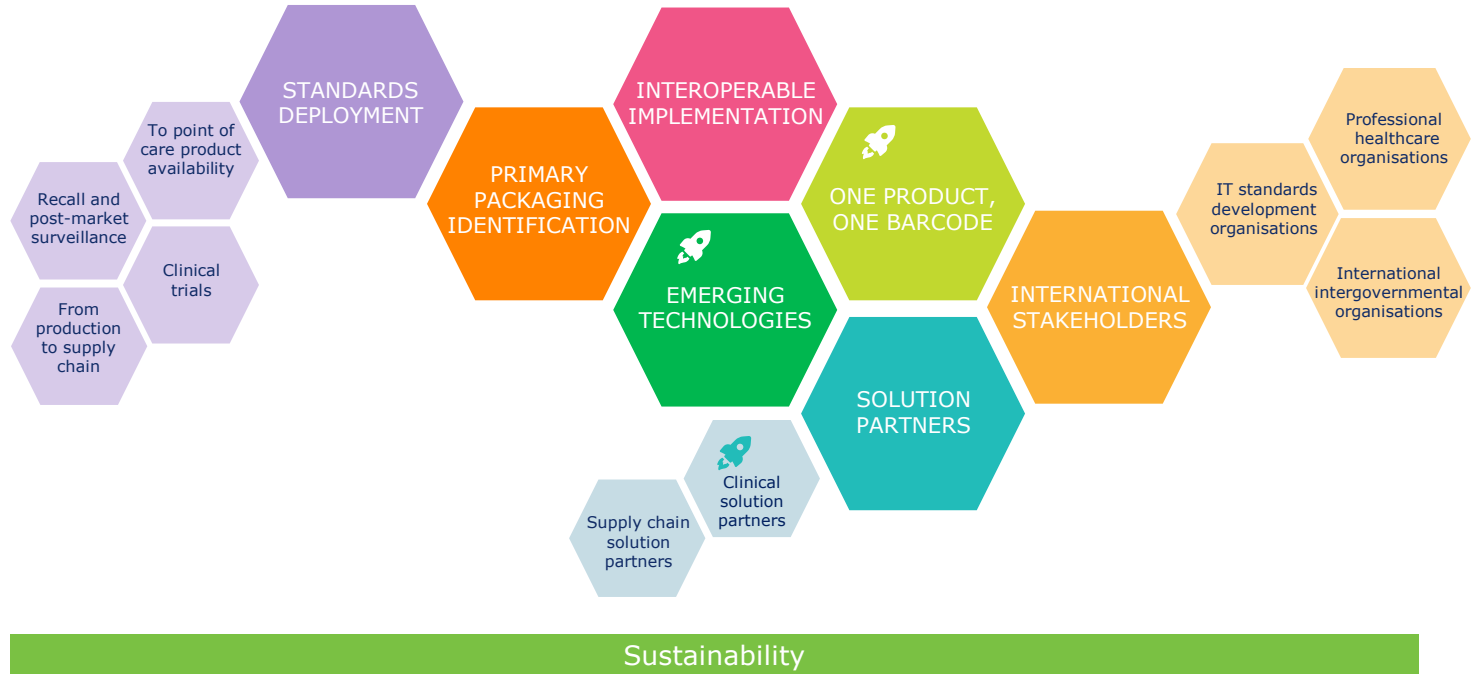 STANDARDS
DEPLOYMENT
To point of
care product
availability
Recall and
post-market
surveillance
Clinical
trials
From
production
to supply
chain
PRIMARY
PACKAGING
IDENTIFICATION
INTEROPERABLE
IMPLEMENTATION
ONE PRODUCT,
ONE BARCODE
EMERGING
TECHNOLOGIES
INTERNATIONAL
STAKEHOLDERS
IT standards
development
organisations
Professional
healthcare
organisations
International
intergovernmental
organisations
SOLUTION
PARTNERS
Clinical
solution
partners
Supply chain
solution
partners
Sustainability